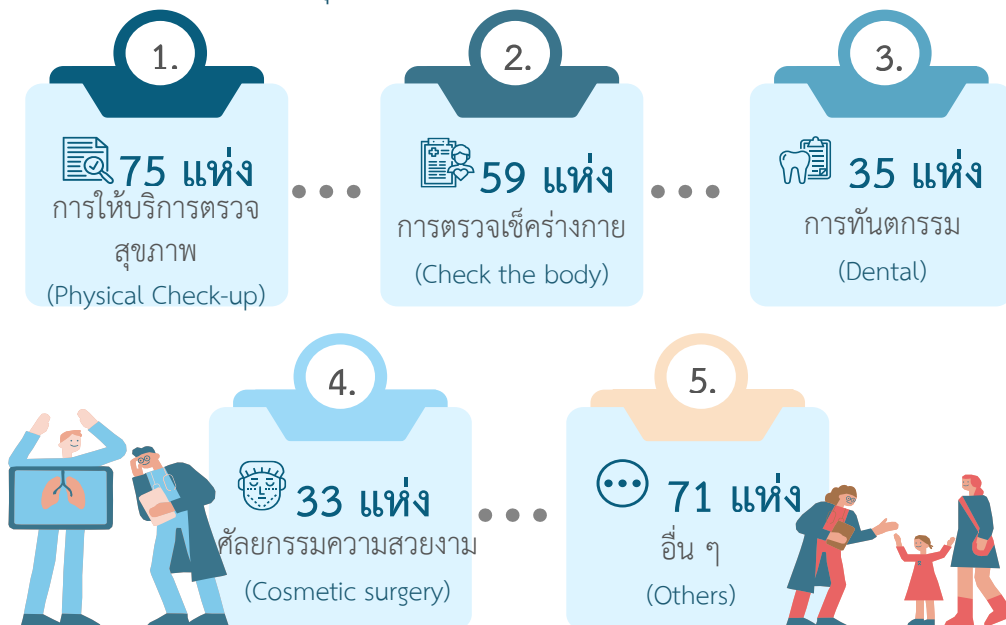 1.
75 แห่ง
การให้บริการตรวจ
สุขภาพ
(Physical Check-up)
2.
59 แห่ง
การตรวจเช็คร่างกาย
(Check the body)
3.
35 แห่ง
การทันตกรรม
(Dental)
4.
33 แห่ง
ศัลยกรรมความสวยงาม
(Cosmetic surgery)
5.
71 แห่ง
อื่น ๆ
(Others)